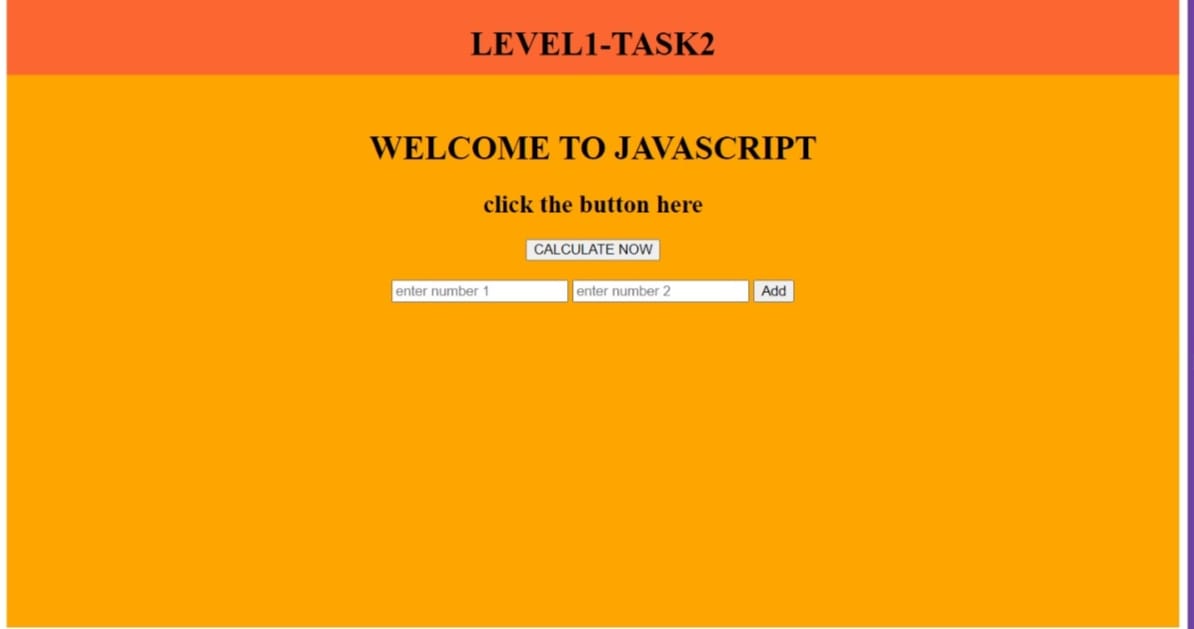 LEVEL1-TASK2
WELCOME TO JAVASCRIPT
click the button here
CALCULATE NOW
enter number 1 enter number 2 Add